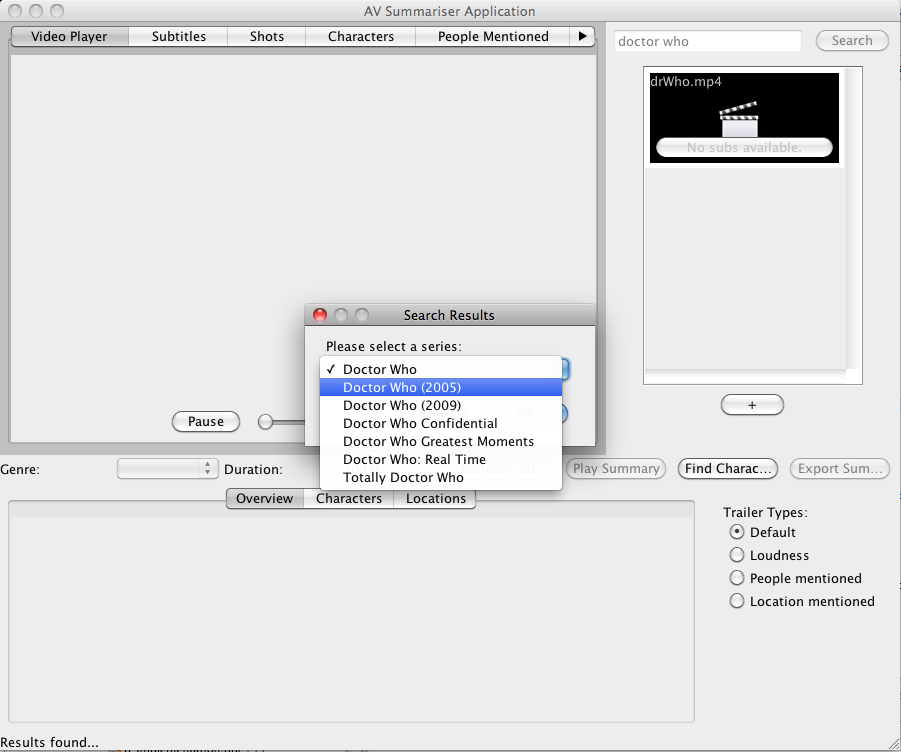 AV Summariser Application
Video Player
Subtitles
Shots
Characters
People Mentioned
doctor who
Search
drWho.mp4
No subs available.
Search Results
Please select a series:
✓ Doctor Who
Doctor Who (2005)
Doctor Who (2009)
Doctor Who Confidential
Doctor Who Greatest Moments
Doctor Who: Real Time
Totally Doctor Who
Pause
+
Genre:
Duration:
Play Summary
Find Charac...
Export Sum...
Overview
Characters
Locations
Trailer Types:
Default
Loudness
People mentioned
Location mentioned
Results found...